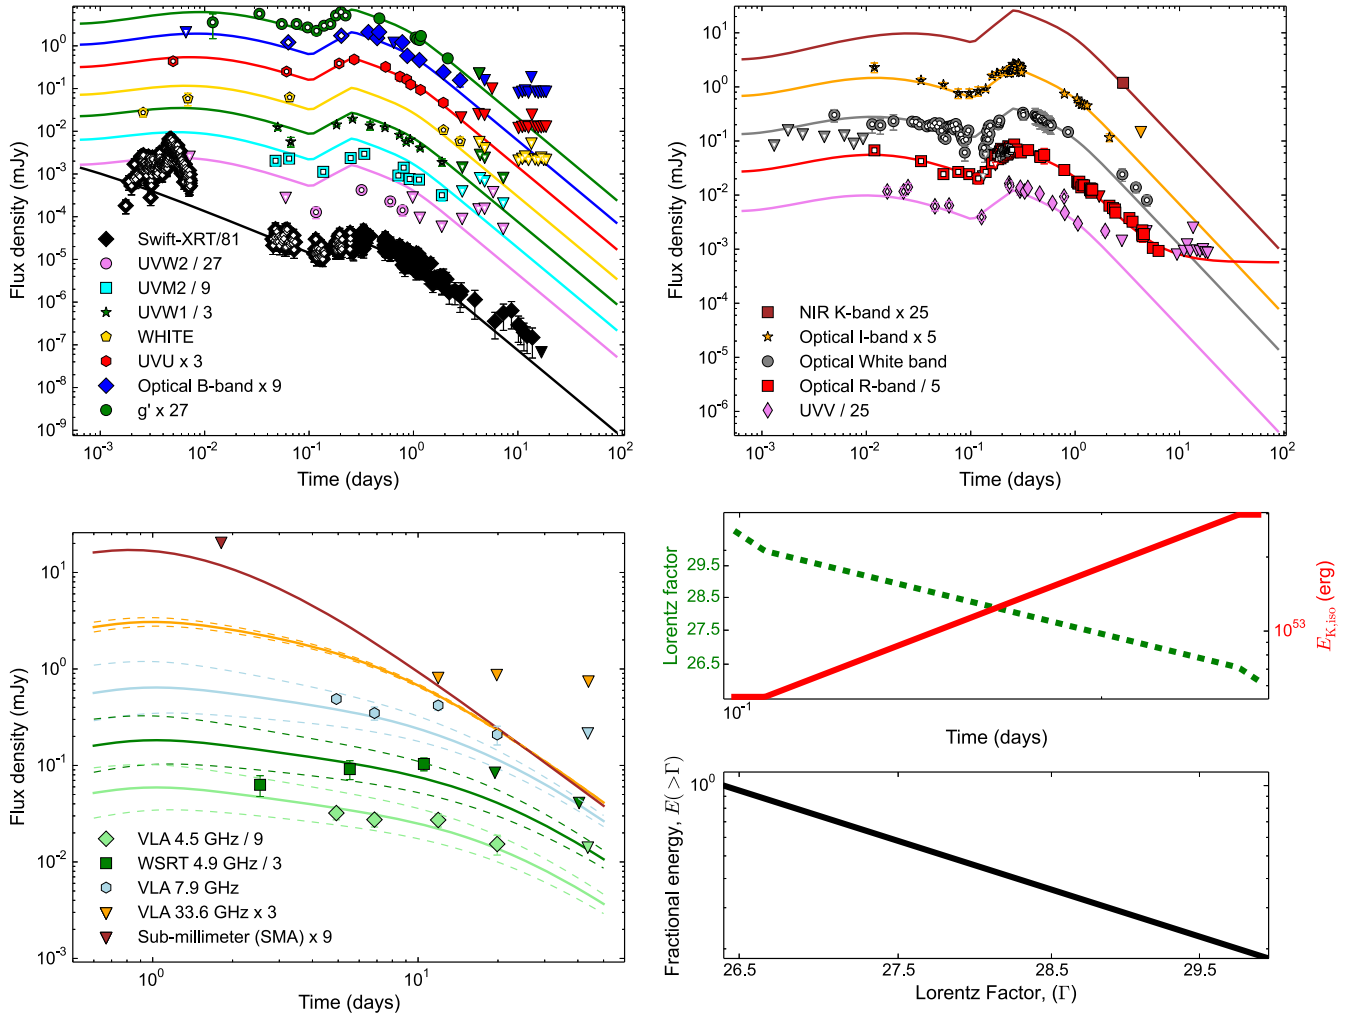 Flux density (mJy)
10^1
10^0
10^-1
10^-2
10^-3
10^-4
10^-5
10^-6
10^-7
10^-8
10^-9
Swift-XRT/81
UVW2 / 27
UVM2 / 9
UVW1 / 3
WHITE
UVU x 3
Optical B-band x 9
g' x 27
10^-3 10^-2 10^-1 10^0 10^1 10^2
Time (days)
Flux density (mJy)
10^1
10^0
10^-1
10^-2
10^-3
10^-4
10^-5
10^-6
NIR K-band x 25
Optical I-band x 5
Optical White band
Optical R-band / 5
UVV / 25
10^-3 10^-2 10^-1 10^0 10^1 10^2
Time (days)
Flux density (mJy)
10^1
10^0
10^-1
10^-2
10^-3
VLA 4.5 GHz / 9
WSRT 4.9 GHz / 3
VLA 7.9 GHz
VLA 33.6 GHz x 3
Sub-millimeter (SMA) x 9
10^0 10^1
Time (days)
Lorentz factor
29.5
28.5
27.5
26.5
10^53
E_K,iso (erg)
10^-1
Time (days)
Fractional energy, E(>Γ)
10^0
26.5 27.5 28.5 29.5
Lorentz Factor, (Γ)